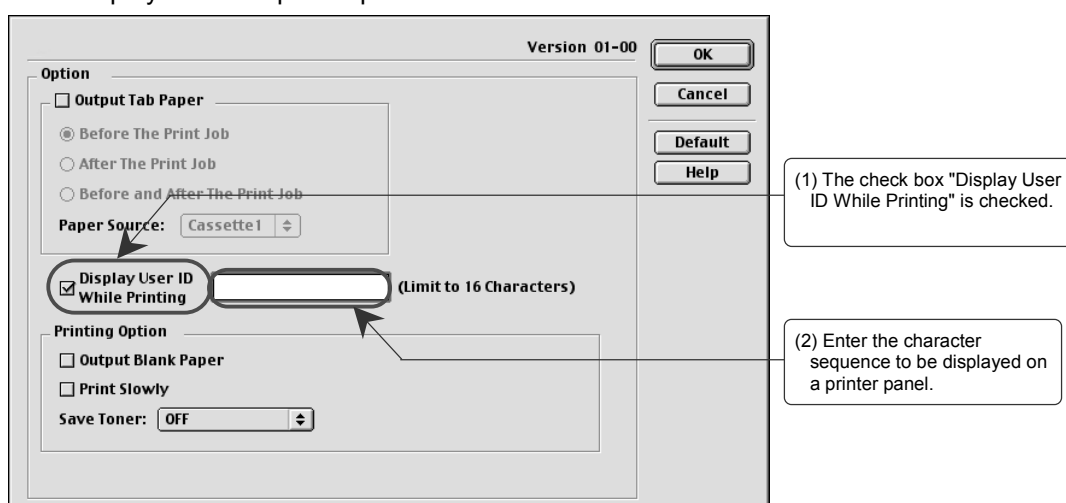 Version 01-00
OK
Option
Cancel
Output Tab Paper
Before The Print Job
Default
After The Print Job
Help
Before and After The Print Job
Paper Source: Cassette1
(1) The check box "Display User
ID While Printing" is checked.
Display User ID
While Printing
(Limit to 16 Characters)
Printing Option
Output Blank Paper
Print Slowly
Save Toner: OFF
(2) Enter the character
sequence to be displayed on
a printer panel.